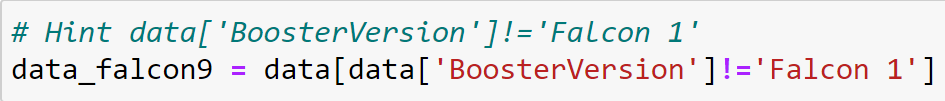 # Hint data['BoosterVersion']!='Falcon 1'
data_falcon9 = data[data['BoosterVersion']!='Falcon 1']